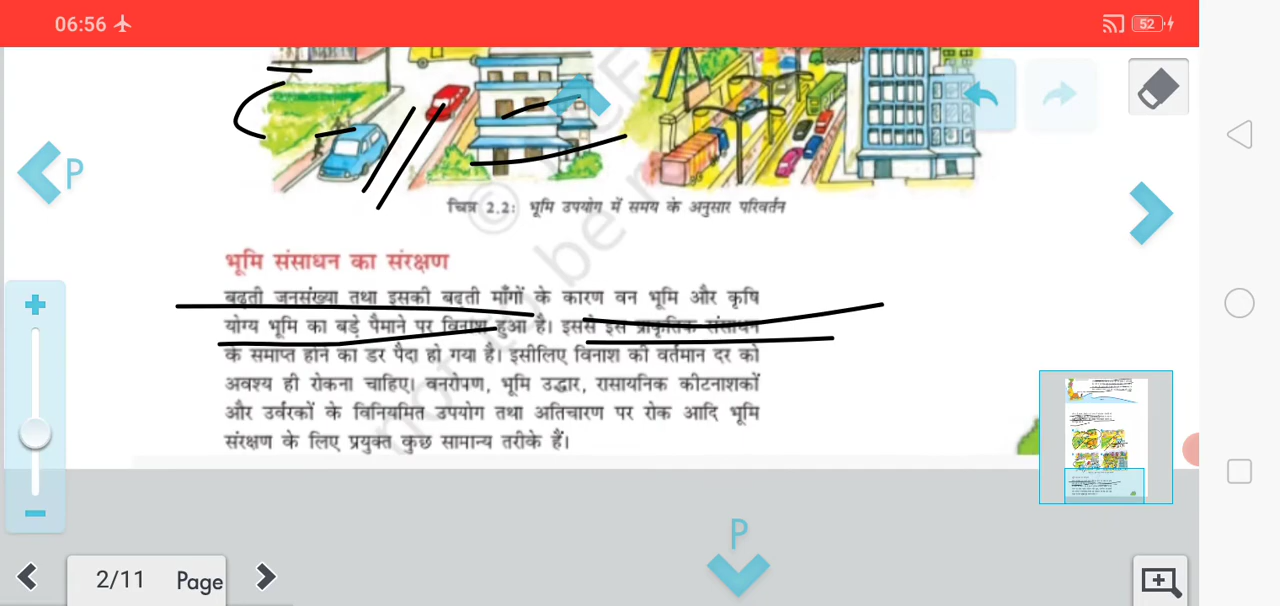 06:56
52
P
चित्र 2.2: भूमि उपयोग में समय के अनुसार परिवर्तन
भूमि संसाधन का संरक्षण
बढ़ती जनसंख्या तथा इसकी बढ़ती माँगों के कारण वन भूमि और कृषि
योग्य भूमि का बड़े पैमाने पर विनाश हुआ है। इससे इस प्राकृतिक संसाधन
के समाप्त होने का डर पैदा हो गया है। इसीलिए विनाश की वर्तमान दर को
अवश्य ही रोकना चाहिए। वनरोपण, भूमि उद्धार, रासायनिक कीटनाशकों
और उर्वरकों के विनियमित उपयोग तथा अतिचारण पर रोक आदि भूमि
संरक्षण के लिए प्रयुक्त कुछ सामान्य तरीके हैं।
P
2/11 Page